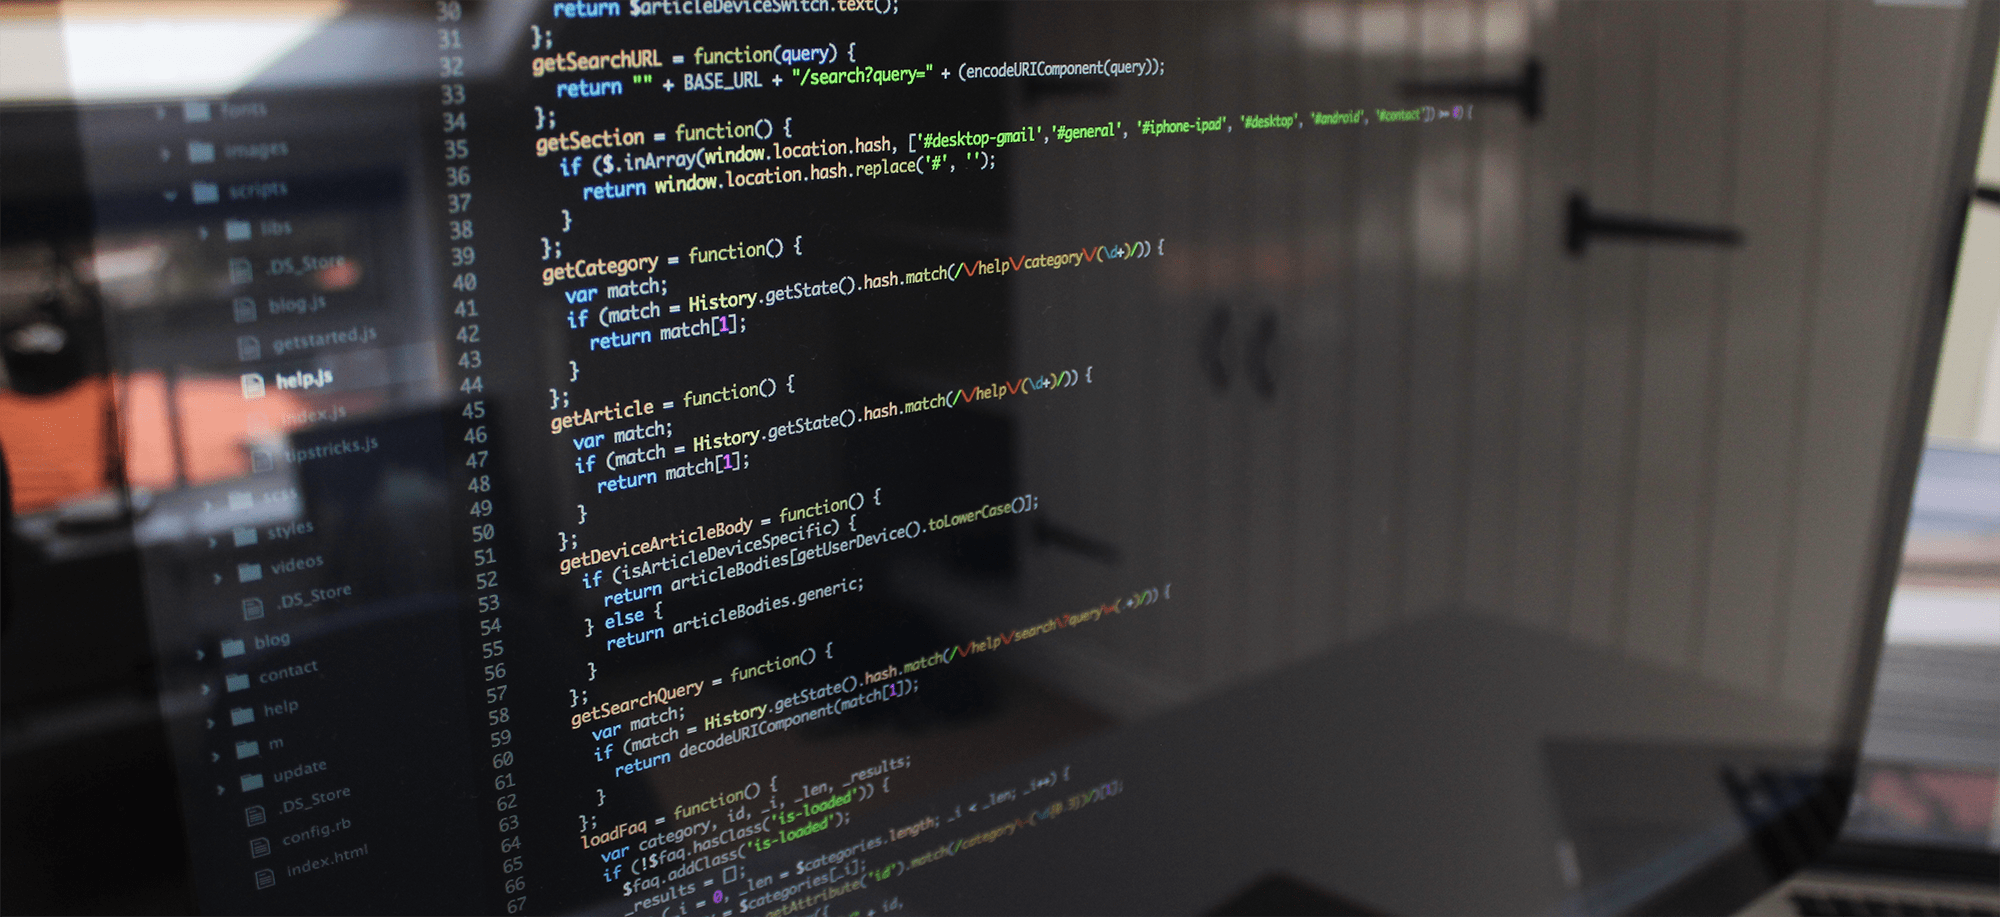 fonts
images
scripts
libs
.DS_Store
blog.js
getstarted.js
help.js
index.js
tipstricks.js
scss
styles
videos
.DS_Store
blog
contact
help
m
update
.DS_Store
config.rb
index.html
30 return $articleDeviceSwitch.text();
31 };
32 getSearchURL = function(query) {
33 return "" + BASE_URL + "/search?query=" + (encodeURIComponent(query));
34 };
35 getSection = function() {
36 if ($.inArray(window.location.hash, ['#desktop-gmail','#general', '#iphone-ipad', '#desktop', '#android', '#contact']) >= 0) {
37 return window.location.hash.replace('#', '');
38 }
39 };
40 getCategory = function() {
41 var match;
42 if (match = History.getState().hash.match(/\/help\/category\/(\d+)/)) {
43 return match[1];
44 }
45 };
46 getArticle = function() {
47 var match;
48 if (match = History.getState().hash.match(/\/help\/(\d+)/)) {
49 return match[1];
50 }
51 };
52 getDeviceArticleBody = function() {
53 if (isArticleDeviceSpecific) {
54 return articleBodies[getUserDevice().toLowerCase()];
55 } else {
56 return articleBodies.generic;
57 }
58 };
59 getSearchQuery = function() {
60 var match;
61 if (match = History.getState().hash.match(/\/help\/search\?query\=(.+)/)) {
62 return decodeURIComponent(match[1]);
63 }
64 };
65 loadFaq = function() {
66 var category, id, _i, _len, _results;
67 if (!$faq.hasClass('is-loaded')) {
$faq.addClass('is-loaded');
_results = [];
_i = 0, _len = $categories.length; _i < _len; _i++) {
= $categories[_i];
getAttribute("id").match(/category\-(\d{0,3})/)[1];
+ id,